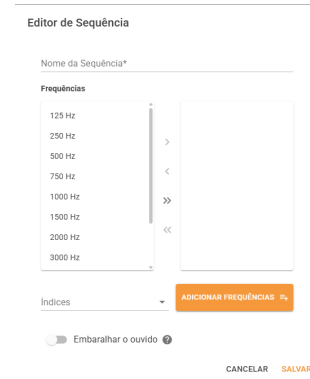 Editor de Sequência
Nome da Sequência*
Frequências
125 Hz
250 Hz
500 Hz
750 Hz
1000 Hz
1500 Hz
2000 Hz
3000 Hz
Indices
ADICIONAR FREQUÊNCIAS
Embaralhar o ouvido
CANCELAR SALVAR